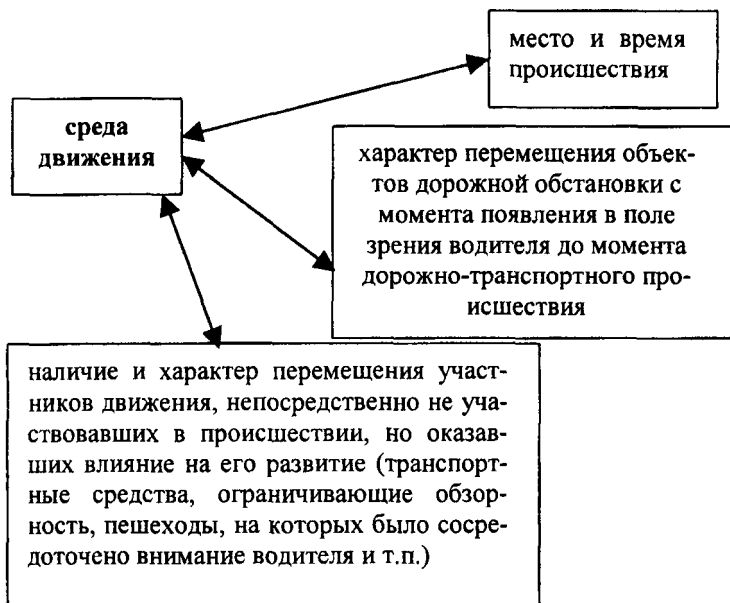 место и время
происшествия
среда
движения
характер перемещения объек-
тов дорожной обстановки с
момента появления в поле
зрения водителя до момента
дорожно-транспортного про-
исшествия
наличие и характер перемещения участ-
ников движения, непосредственно не уча-
ствовавших в происшествии, но оказав-
ших влияние на его развитие (транспорт-
ные средства, ограничивающие обзор-
ность, пешеходы, на которых было сосре-
доточено внимание водителя и т.п.)